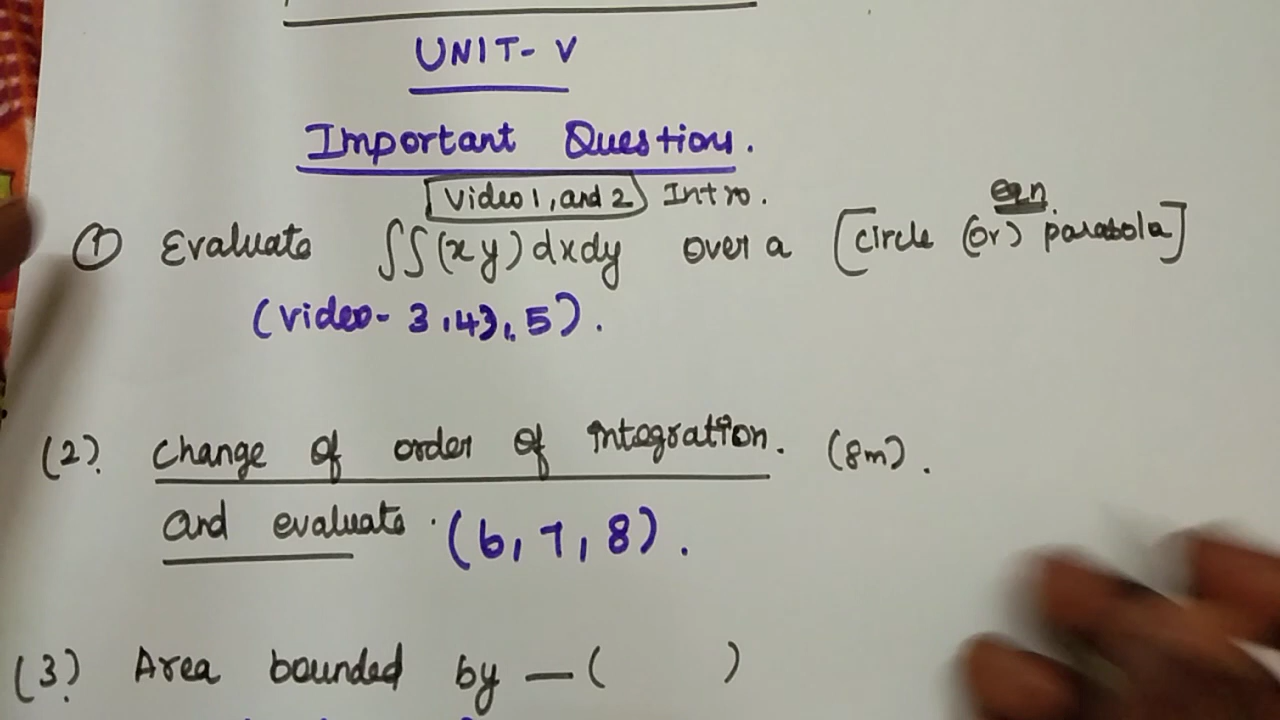 UNIT- V
Important Questions.
Video 1, and 2 Intro.
① Evaluate ∫∫(xy)dxdy over a [circle (or) parabola]
eqn
(video- 3,4,5).
(2). Change of order of integration. (8m).
and evaluate. (6,7,8).
(3). Area bounded by —( )